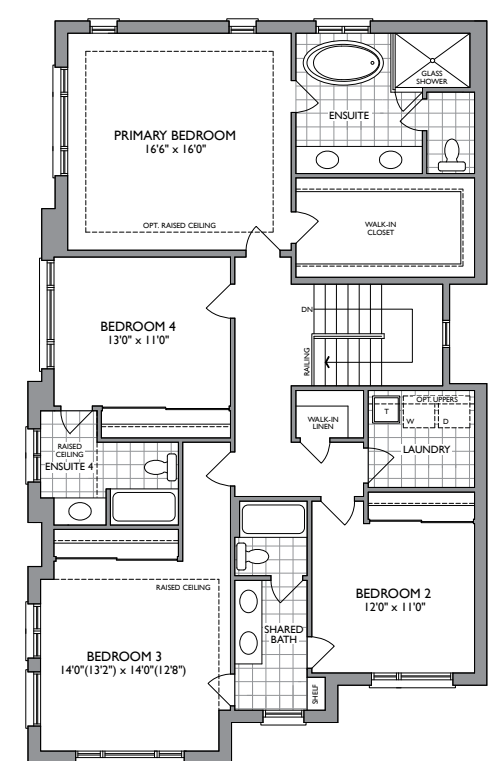 GLASS
SHOWER
ENSUITE
PRIMARY BEDROOM
16'6" x 16'0"
OPT. RAISED CEILING
WALK-IN
CLOSET
DN
RAILING
BEDROOM 4
13'0" x 11'0"
WALK-IN
LINEN
OPT. UPPERS
T
W
D
LAUNDRY
RAISED
CEILING
ENSUITE 4
RAISED CEILING
BEDROOM 2
12'0" x 11'0"
SHARED
BATH
BEDROOM 3
14'0"(13'2") x 14'0"(12'8")
SHELF